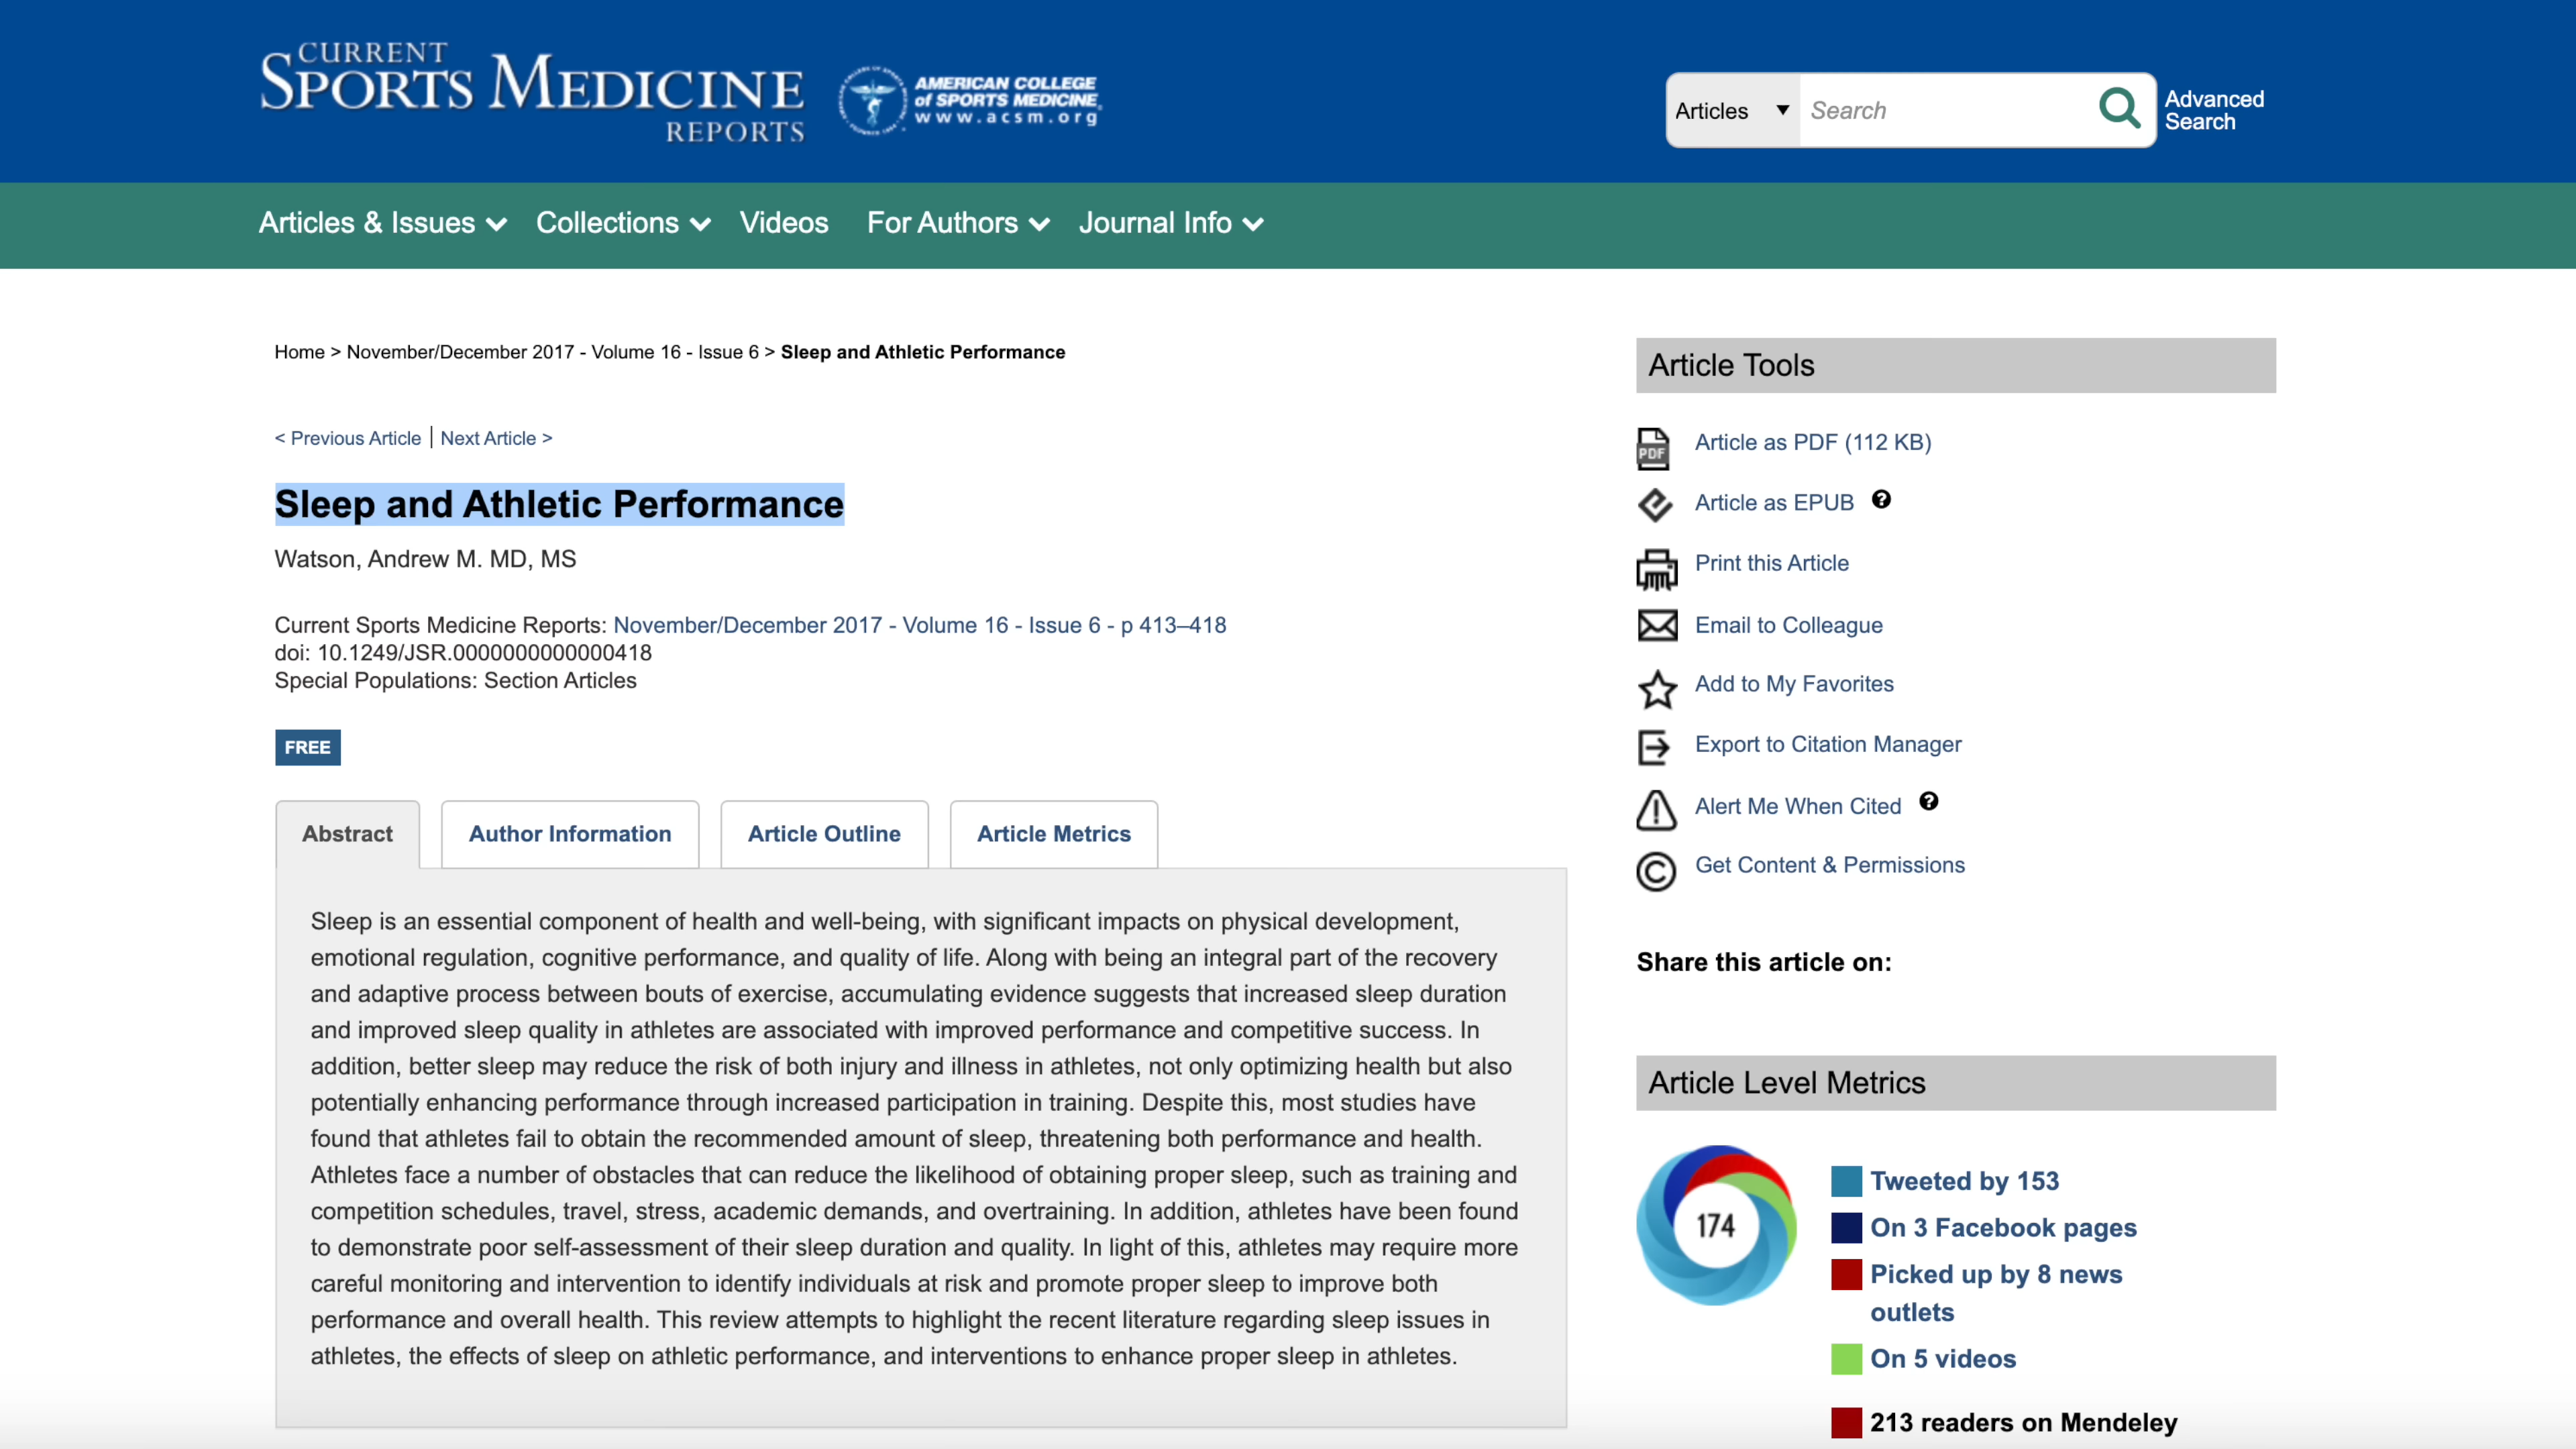 CURRENT
SPORTS MEDICINE
REPORTS
AMERICAN COLLEGE
of SPORTS MEDICINE
www.acsm.org
Articles
Search
Advanced
Search
Articles & Issues
Collections
Videos
For Authors
Journal Info
Home > November/December 2017 - Volume 16 - Issue 6 > Sleep and Athletic Performance
< Previous Article | Next Article >
Sleep and Athletic Performance
Watson, Andrew M. MD, MS
Current Sports Medicine Reports: November/December 2017 - Volume 16 - Issue 6 - p 413–418
doi: 10.1249/JSR.0000000000000418
Special Populations: Section Articles
FREE
Abstract
Author Information
Article Outline
Article Metrics
Sleep is an essential component of health and well-being, with significant impacts on physical development,
emotional regulation, cognitive performance, and quality of life. Along with being an integral part of the recovery
and adaptive process between bouts of exercise, accumulating evidence suggests that increased sleep duration
and improved sleep quality in athletes are associated with improved performance and competitive success. In
addition, better sleep may reduce the risk of both injury and illness in athletes, not only optimizing health but also
potentially enhancing performance through increased participation in training. Despite this, most studies have
found that athletes fail to obtain the recommended amount of sleep, threatening both performance and health.
Athletes face a number of obstacles that can reduce the likelihood of obtaining proper sleep, such as training and
competition schedules, travel, stress, academic demands, and overtraining. In addition, athletes have been found
to demonstrate poor self-assessment of their sleep duration and quality. In light of this, athletes may require more
careful monitoring and intervention to identify individuals at risk and promote proper sleep to improve both
performance and overall health. This review attempts to highlight the recent literature regarding sleep issues in
athletes, the effects of sleep on athletic performance, and interventions to enhance proper sleep in athletes.
Article Tools
PDF
Article as PDF (112 KB)
Article as EPUB ?
Print this Article
Email to Colleague
Add to My Favorites
Export to Citation Manager
Alert Me When Cited ?
Get Content & Permissions
Share this article on:
Article Level Metrics
174
Tweeted by 153
On 3 Facebook pages
Picked up by 8 news
outlets
On 5 videos
213 readers on Mendeley